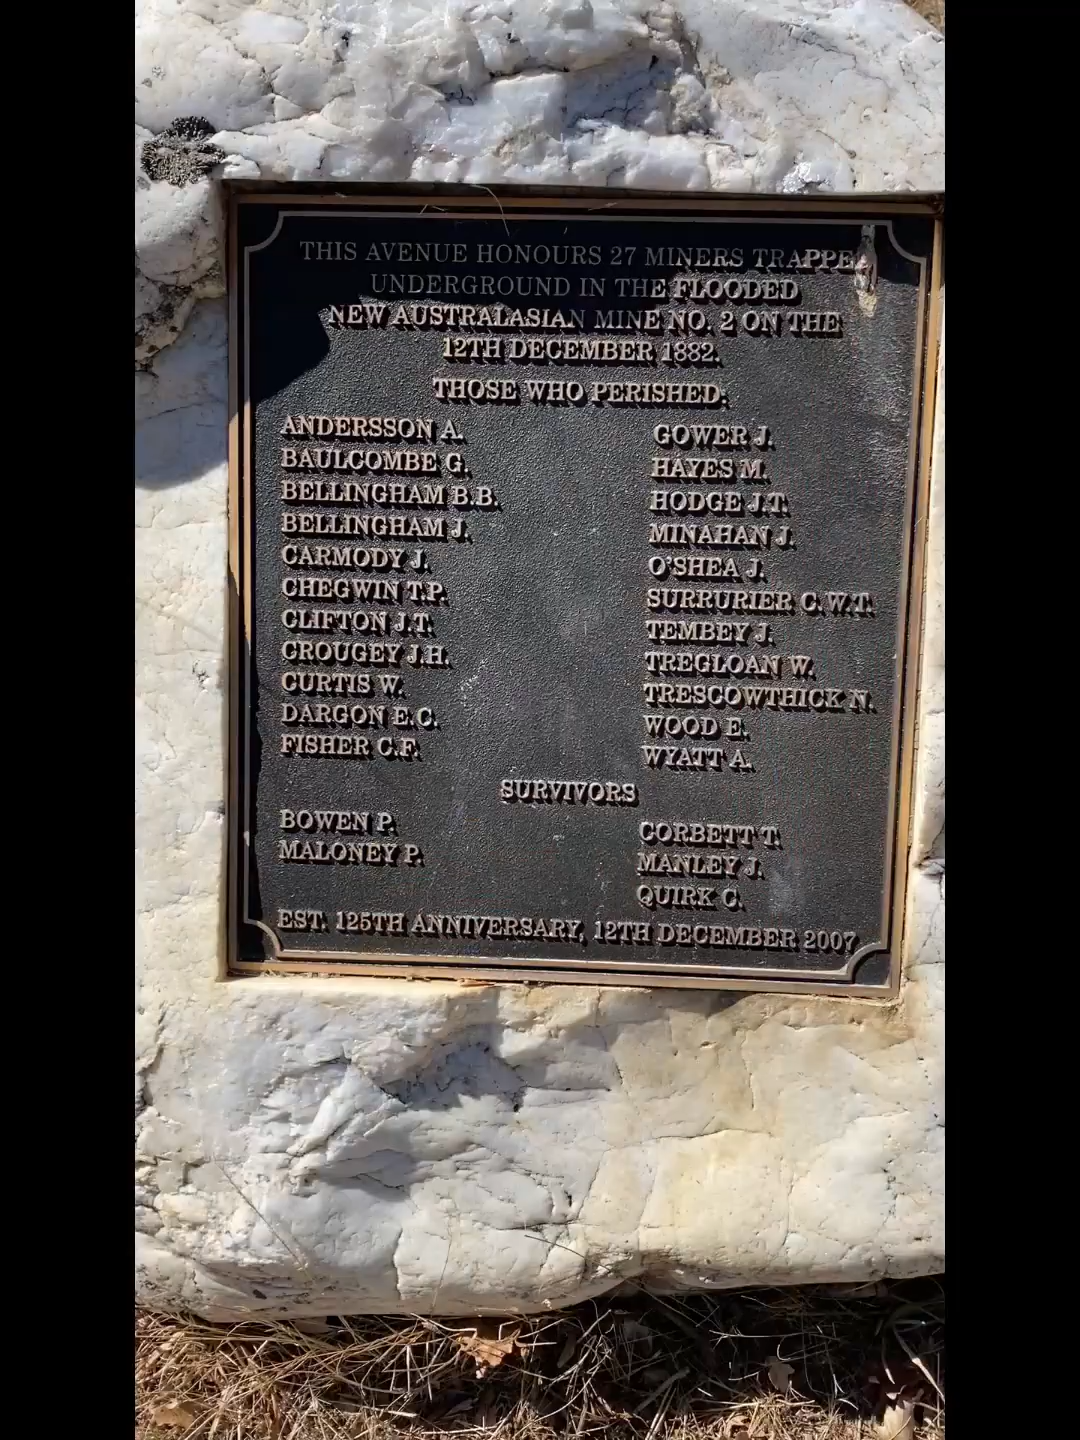 THIS AVENUE HONOURS 27 MINERS TRAPPED
UNDERGROUND IN THE FLOODED
NEW AUSTRALASIAN MINE NO. 2 ON THE
12TH DECEMBER 1882.
THOSE WHO PERISHED:
ANDERSSON A.
BAULCOMBE G.
BELLINGHAM B.B.
BELLINGHAM J.
CARMODY J.
CHEGWIN T.P.
CLIFTON J.T.
CROUGEY J.H.
CURTIS W.
DARGON E.C.
FISHER C.F.
GOWER J.
HAYES M.
HODGE J.T.
MINAHAN J.
O'SHEA J.
SURRURIER C.W.T.
TEMBEY J.
TREGLOAN W.
TRESCOWTHICK N.
WOOD E.
WYATT A.
SURVIVORS
BOWEN P.
MALONEY P.
CORBETT T.
MANLEY J.
QUIRK C.
EST. 125TH ANNIVERSARY, 12TH DECEMBER 2007